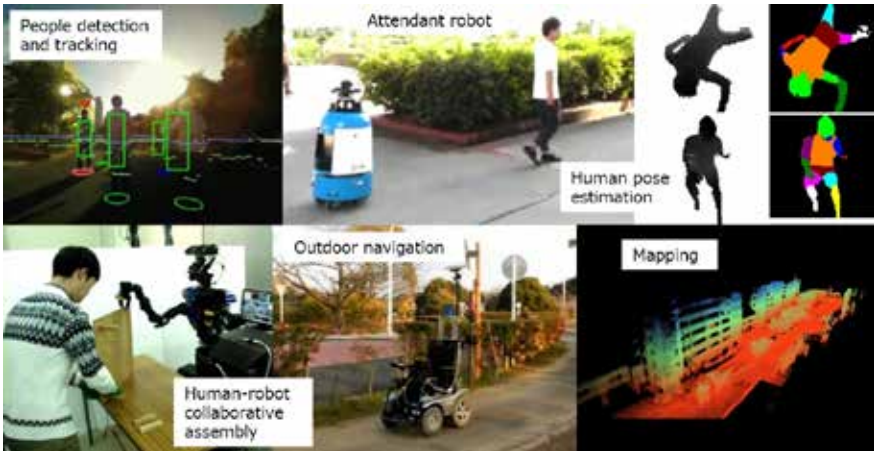 People detection
and tracking
Attendant robot
Human pose
estimation
Outdoor navigation
Mapping
Human-robot
collaborative
assembly